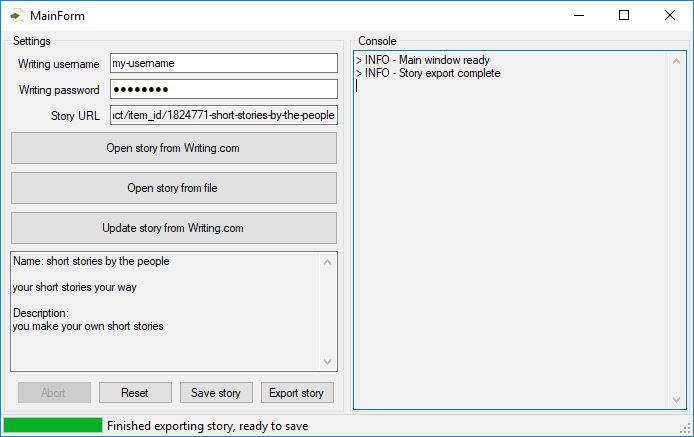 MainForm
Settings
Writing username my-username
Writing password ●●●●●●●●
Story URL act/item_id/1824771-short-stories-by-the-people
Open story from Writing.com
Open story from file
Update story from Writing.com
Name: short stories by the people
your short stories your way
Description:
you make your own short stories
Abort Reset Save story Export story
Console
> INFO - Main window ready
> INFO - Story export complete
Finished exporting story, ready to save